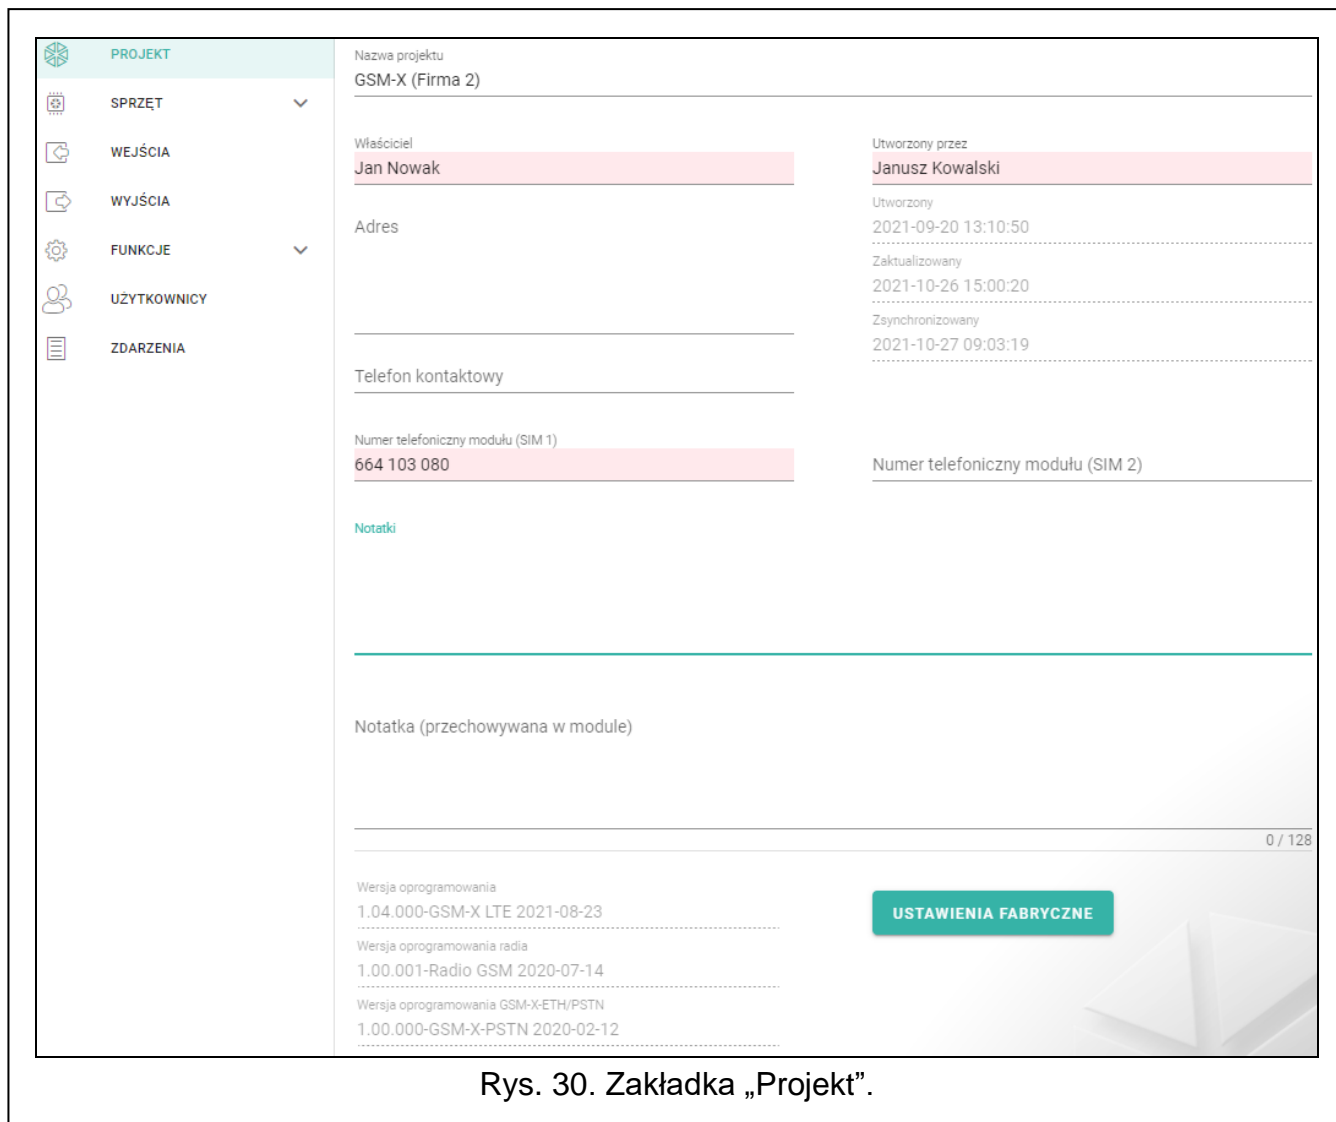 PROJEKT
SPRZĘT
WEJŚCIA
WYJŚCIA
FUNKCJE
UŻYTKOWNICY
ZDARZENIA
Nazwa projektu
GSM-X (Firma 2)
Właściciel
Jan Nowak
Utworzony przez
Janusz Kowalski
Adres
Utworzony
2021-09-20 13:10:50
Zaktualizowany
2021-10-26 15:00:20
Zsynchronizowany
2021-10-27 09:03:19
Telefon kontaktowy
Numer telefoniczny modułu (SIM 1)
664 103 080
Numer telefoniczny modułu (SIM 2)
Notatki
Notatka (przechowywana w module)
0 / 128
Wersja oprogramowania
1.04.000-GSM-X LTE 2021-08-23
USTAWIENIA FABRYCZNE
Wersja oprogramowania radia
1.00.001-Radio GSM 2020-07-14
Wersja oprogramowania GSM-X-ETH/PSTN
1.00.000-GSM-X-PSTN 2020-02-12
Rys. 30. Zakładka „Projekt”.